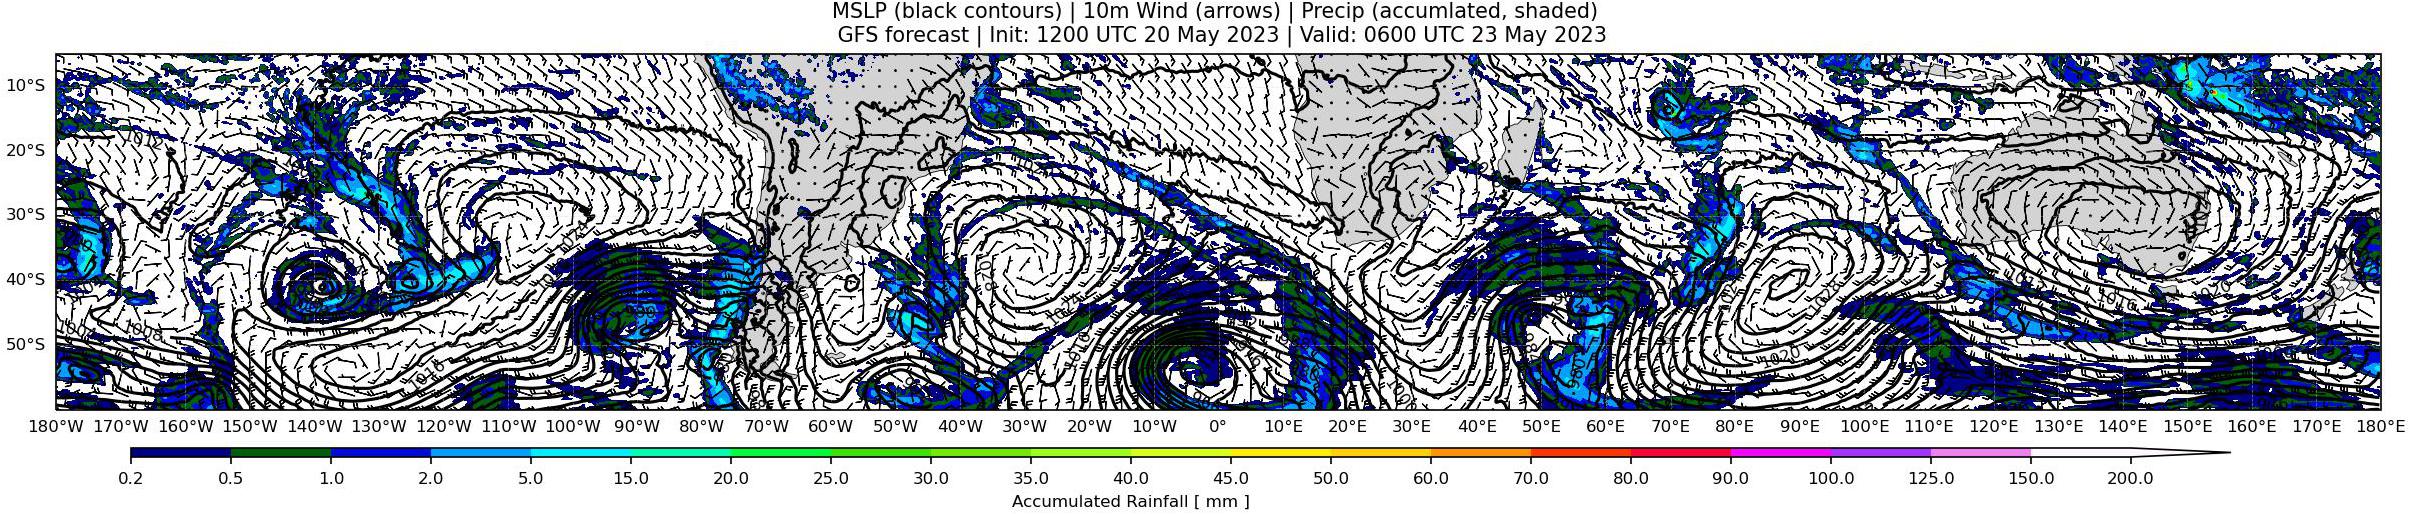 MSLP (black contours) | 10m Wind (arrows) | Precip (accumlated, shaded)
GFS forecast | Init: 1200 UTC 20 May 2023 | Valid: 0600 UTC 23 May 2023
10°S
20°S
30°S
40°S
50°S
1012
1008
1016
1020
180°W 170°W 160°W 150°W 140°W 130°W 120°W 110°W 100°W 90°W 80°W 70°W 60°W 50°W 40°W 30°W 20°W 10°W 0° 10°E 20°E 30°E 40°E 50°E 60°E 70°E 80°E 90°E 100°E 110°E 120°E 130°E 140°E 150°E 160°E 170°E 180°E
0.2 0.5 1.0 2.0 5.0 15.0 20.0 25.0 30.0 35.0 40.0 45.0 50.0 60.0 70.0 80.0 90.0 100.0 125.0 150.0 200.0
Accumulated Rainfall [ mm ]